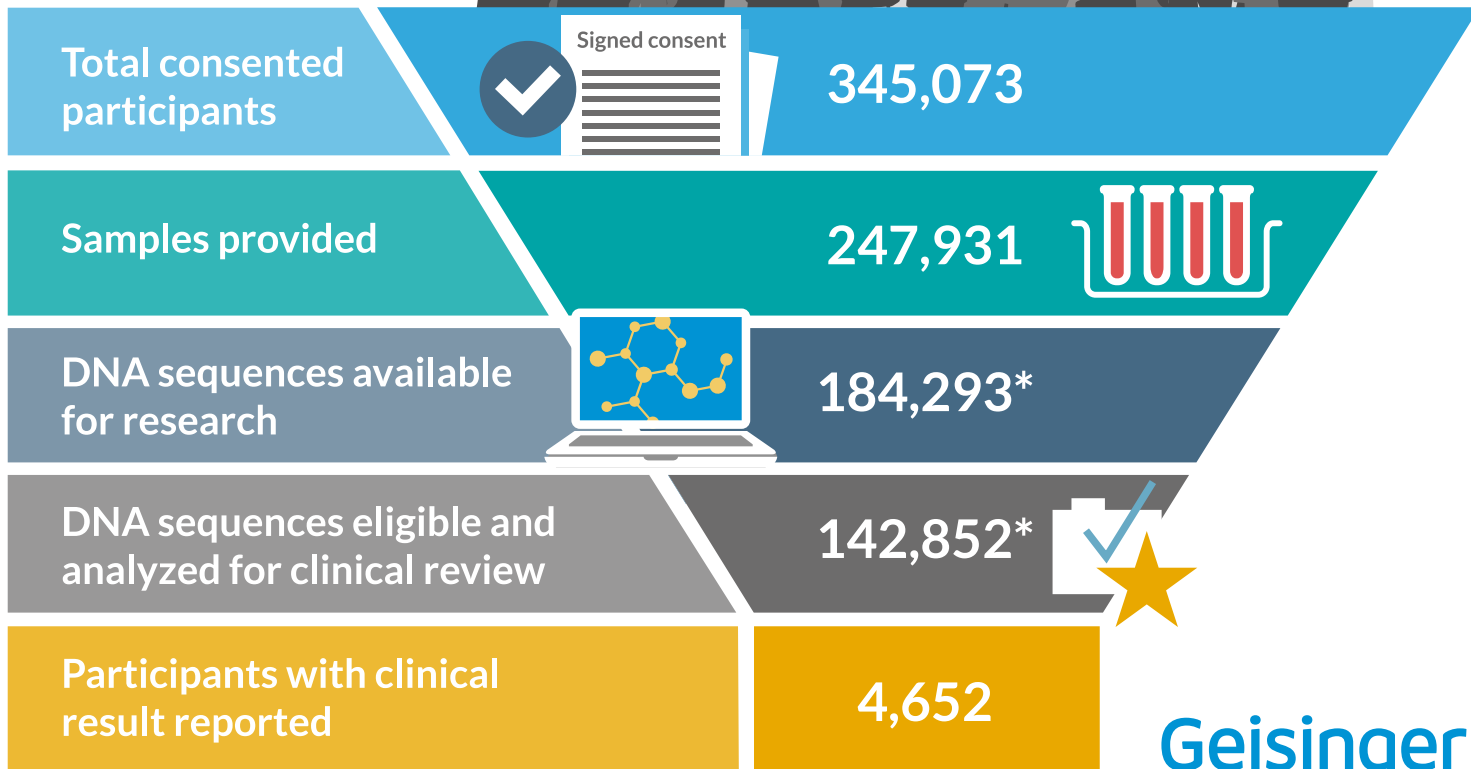 Total consented
participants
Signed consent
345,073
Samples provided
247,931
DNA sequences available
for research
184,293*
DNA sequences eligible and
analyzed for clinical review
142,852*
Participants with clinical
result reported
4,652
Geisinger